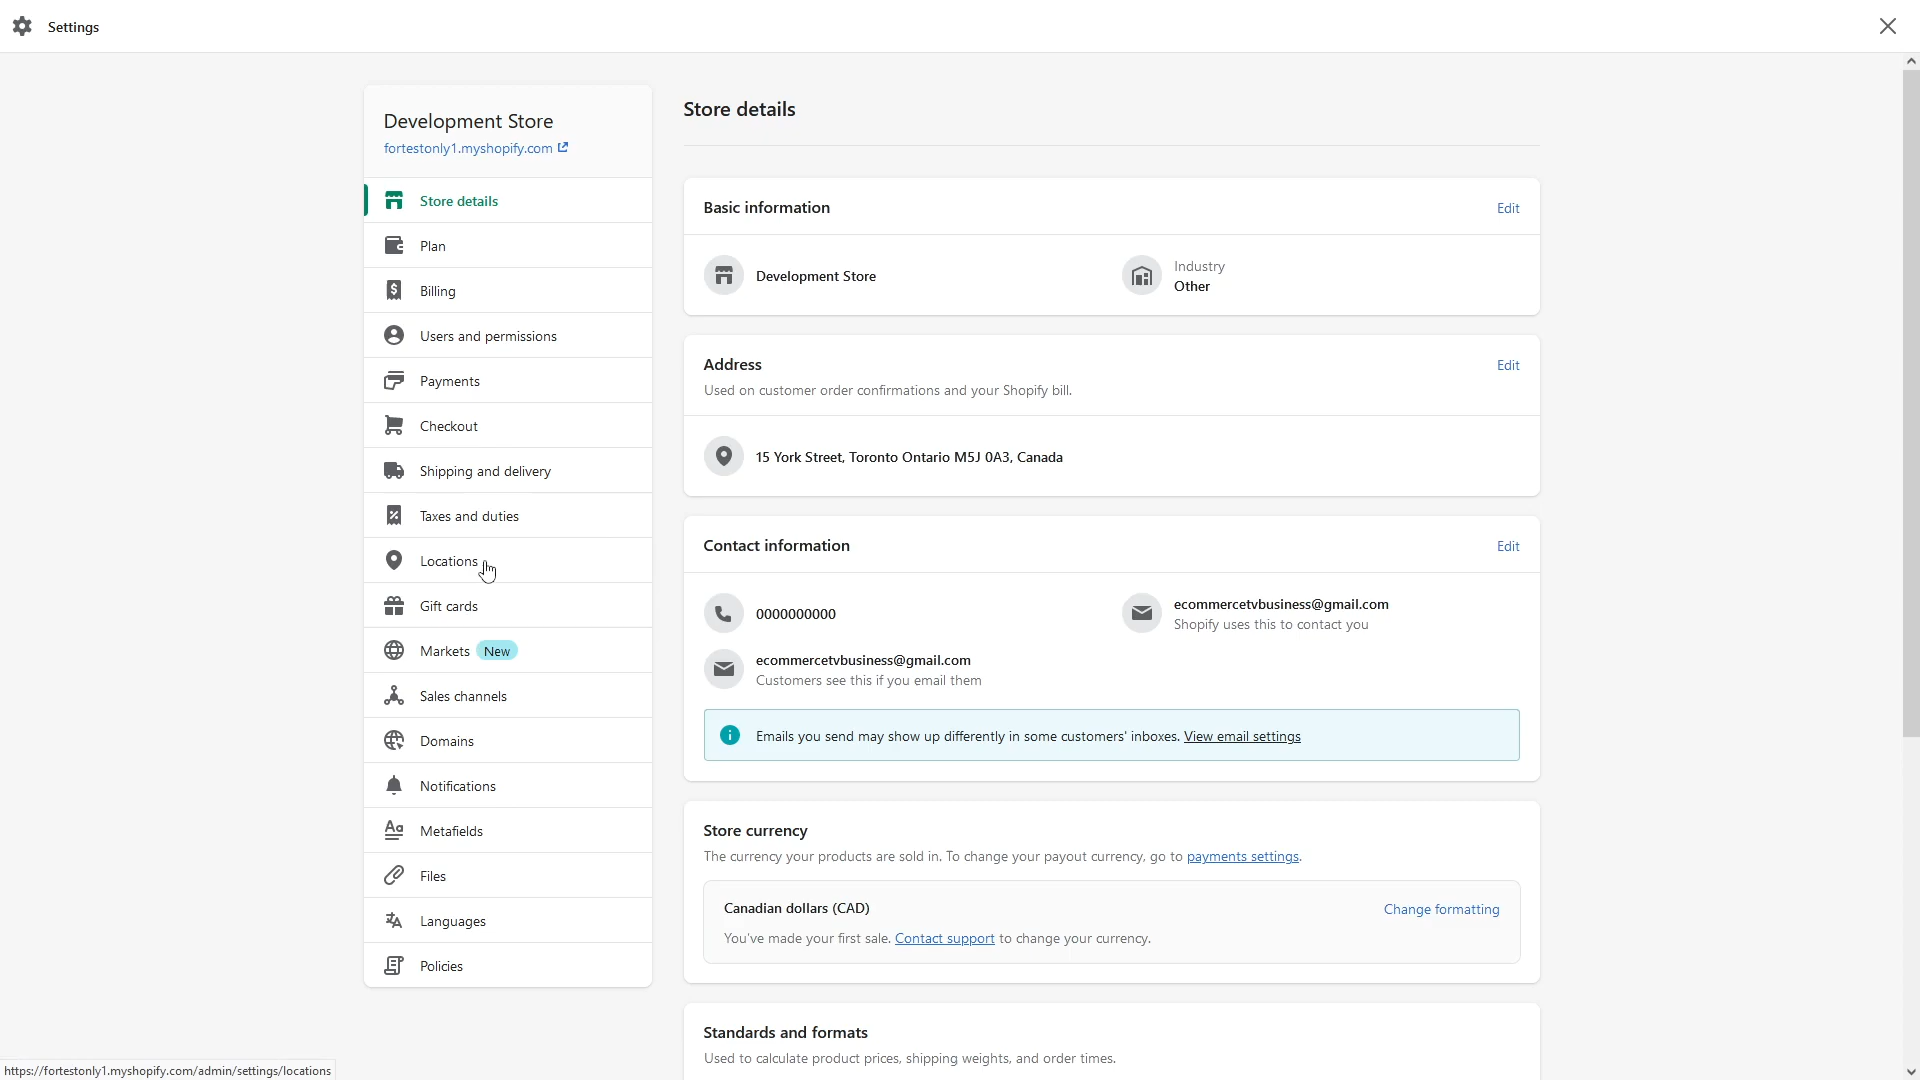 Settings
Development Store
fortestonly1.myshopify.com
Store details
Plan
Billing
Users and permissions
Payments
Checkout
Shipping and delivery
Taxes and duties
Locations
Gift cards
Markets New
Sales channels
Domains
Notifications
Metafields
Files
Languages
Policies
Store details
Basic information Edit
Development Store
Industry
Other
Address Edit
Used on customer order confirmations and your Shopify bill.
15 York Street, Toronto Ontario M5J 0A3, Canada
Contact information Edit
0000000000
ecommercetvbusiness@gmail.com
Shopify uses this to contact you
ecommercetvbusiness@gmail.com
Customers see this if you email them
Emails you send may show up differently in some customers' inboxes. View email settings
Store currency
The currency your products are sold in. To change your payout currency, go to payments settings.
Canadian dollars (CAD) Change formatting
You've made your first sale. Contact support to change your currency.
Standards and formats
Used to calculate product prices, shipping weights, and order times.
https://fortestonly1.myshopify.com/admin/settings/locations